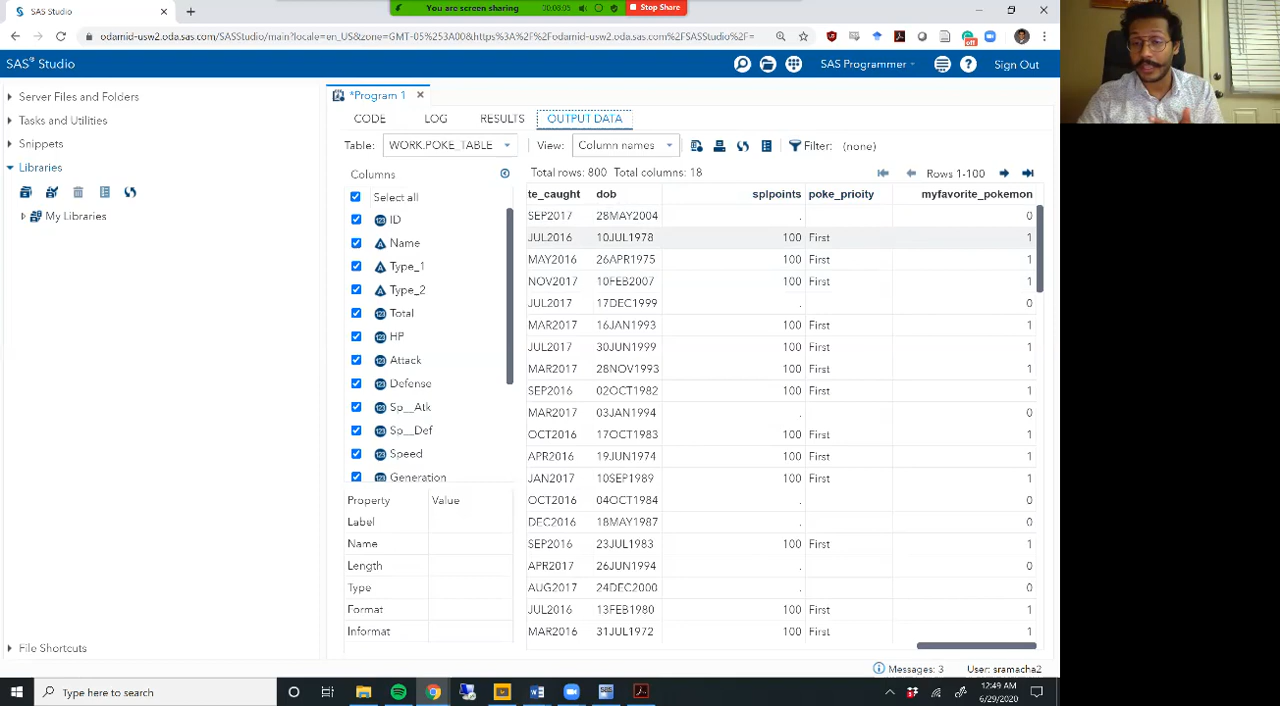 SAS Studio
You are screen sharing
00:08:05
Stop Share
odamid-usw2.oda.sas.com/SASStudio/main?locale=en_US&zone=GMT-05%253A00&https%3A%2F%2Fodamid-usw2.oda.sas.com%2FSASStudio%2F=
off
SAS® Studio
SAS Programmer
Sign Out
Server Files and Folders
Tasks and Utilities
Snippets
Libraries
My Libraries
File Shortcuts
*Program 1
CODE LOG RESULTS OUTPUT DATA
Table: WORK.POKE_TABLE View: Column names Filter: (none)
Columns
Total rows: 800 Total columns: 18 Rows 1-100
Select all
ID
Name
Type_1
Type_2
Total
HP
Attack
Defense
Sp__Atk
Sp__Def
Speed
Generation
Property Value
Label
Name
Length
Type
Format
Informat
te_caught dob splpoints poke_prioity myfavorite_pokemon
SEP2017 28MAY2004 . 0
JUL2016 10JUL1978 100 First 1
MAY2016 26APR1975 100 First 1
NOV2017 10FEB2007 100 First 1
JUL2017 17DEC1999 . 0
MAR2017 16JAN1993 100 First 1
JUL2017 30JUN1999 100 First 1
MAR2017 28NOV1993 100 First 1
SEP2016 02OCT1982 100 First 1
MAR2017 03JAN1994 . 0
OCT2016 17OCT1983 100 First 1
APR2016 19JUN1974 100 First 1
JAN2017 10SEP1989 100 First 1
OCT2016 04OCT1984 . 0
DEC2016 18MAY1987 . 0
SEP2016 23JUL1983 100 First 1
APR2017 26JUN1994 . 0
AUG2017 24DEC2000 . 0
JUL2016 13FEB1980 100 First 1
MAR2016 31JUL1972 100 First 1
Messages: 3 User: sramacha2
Type here to search
12:49 AM
6/29/2020